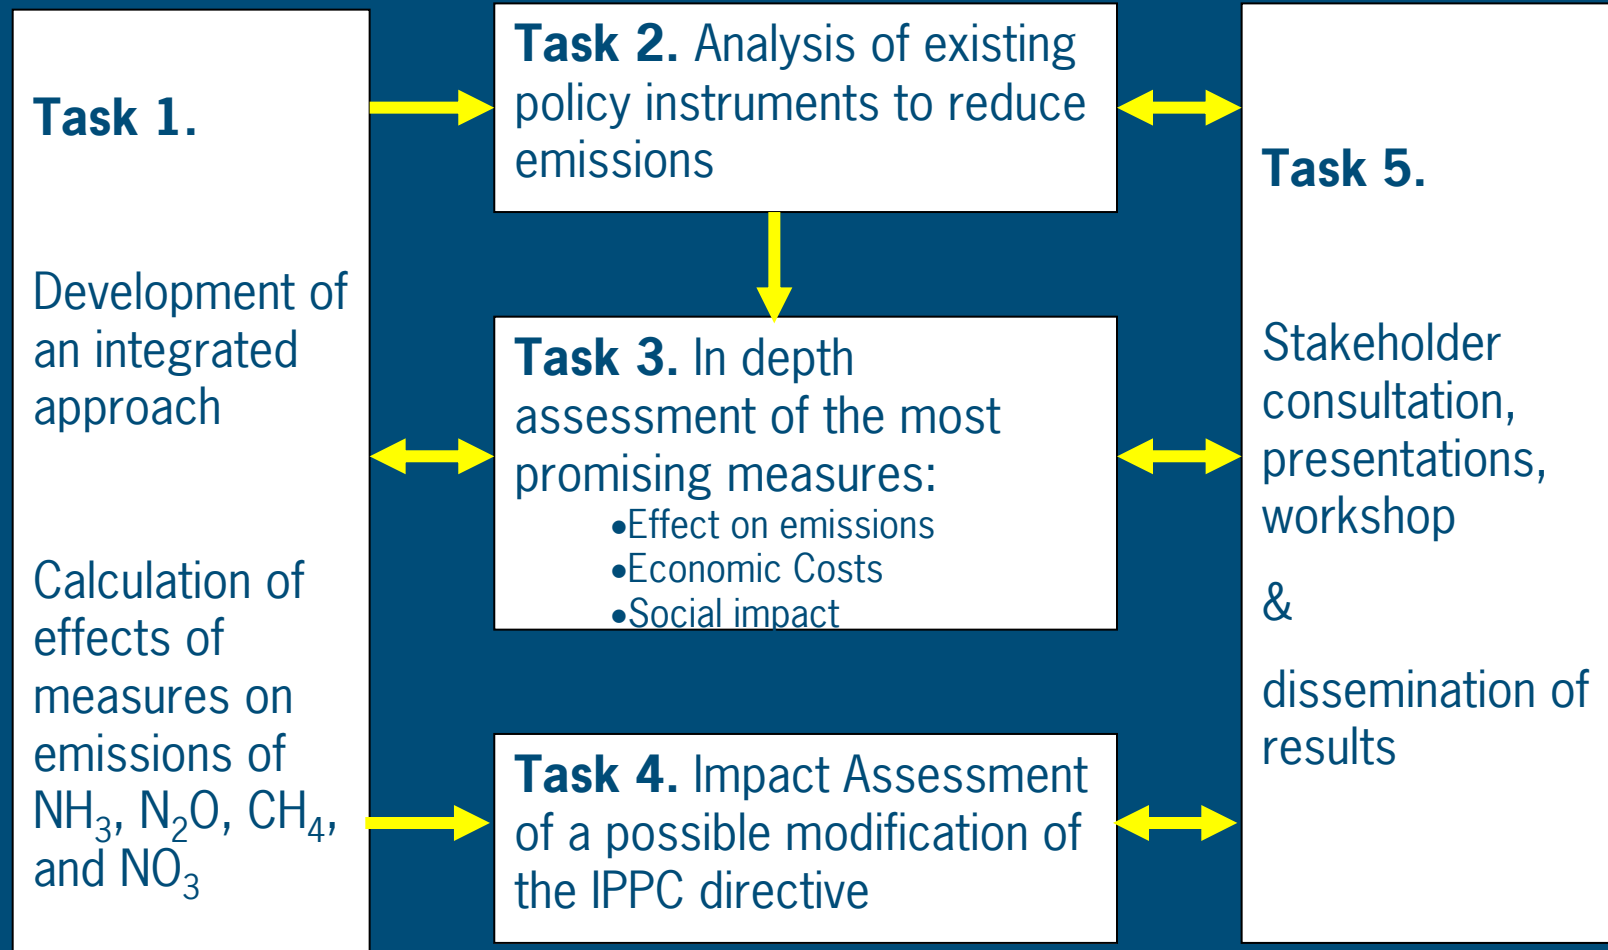 Task 1.
Development of
an integrated
approach
Calculation of
effects of
measures on
emissions of
NH₃, N₂O, CH₄,
and NO₃
Task 2. Analysis of existing
policy instruments to reduce
emissions
Task 3. In depth
assessment of the most
promising measures:
•Effect on emissions
•Economic Costs
•Social impact
Task 4. Impact Assessment
of a possible modification of
the IPPC directive
Task 5.
Stakeholder
consultation,
presentations,
workshop
&
dissemination of
results